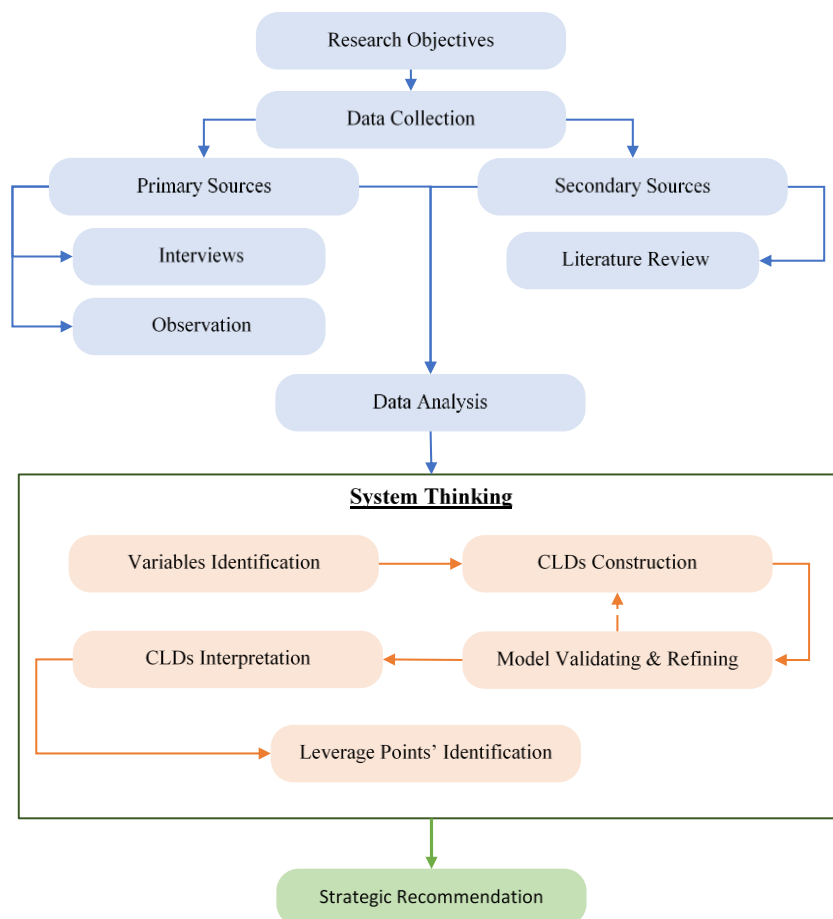 Research Objectives
Data Collection
Primary Sources
Secondary Sources
Interviews
Literature Review
Observation
Data Analysis
System Thinking
Variables Identification
CLDs Construction
CLDs Interpretation
Model Validating & Refining
Leverage Points’ Identification
Strategic Recommendation